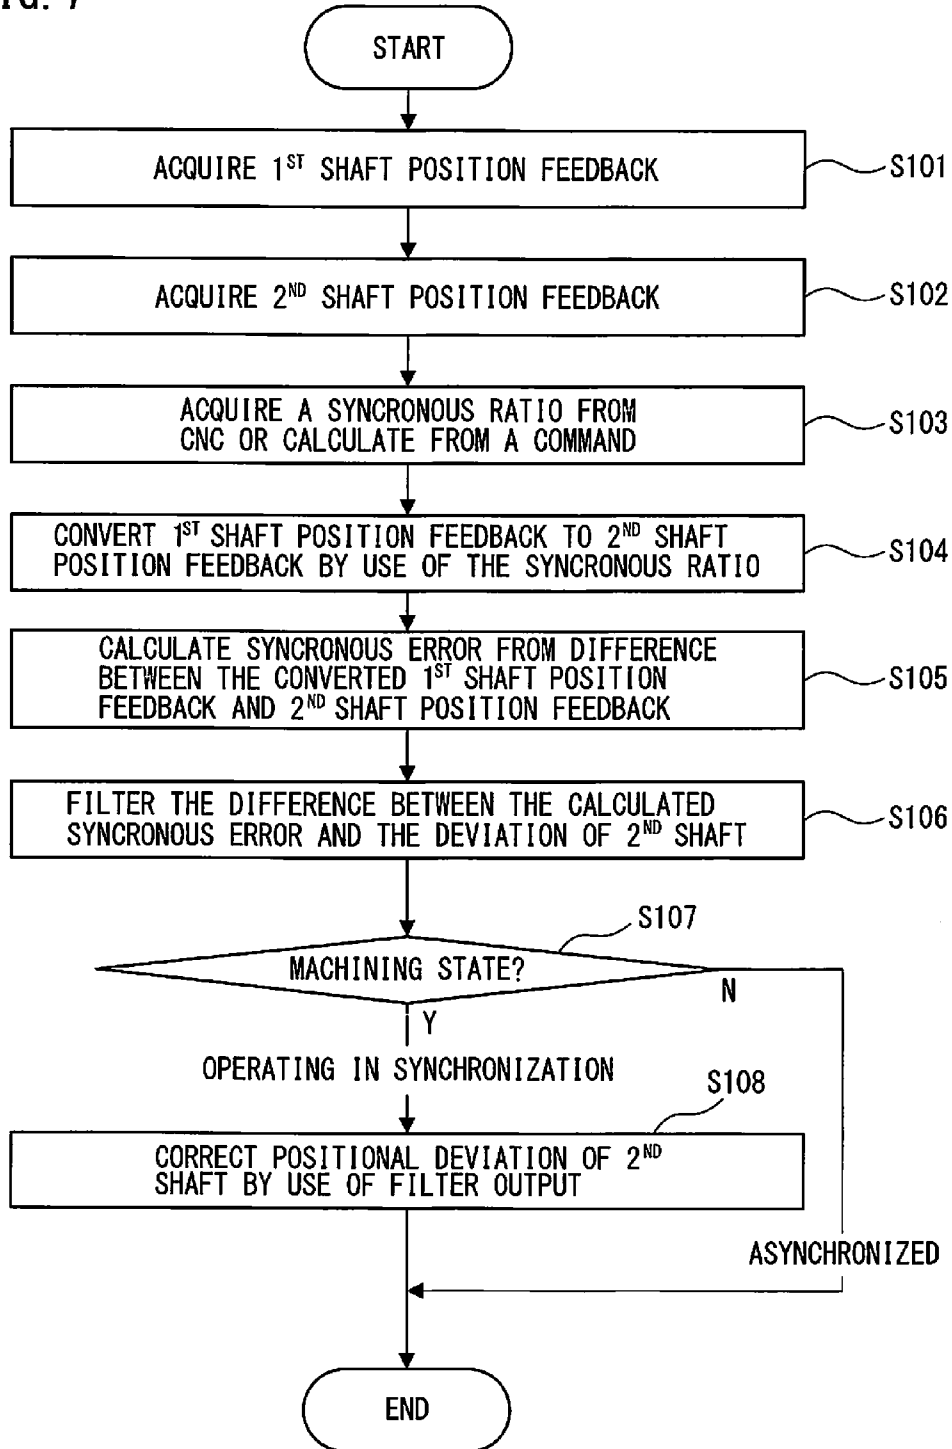 START
ACQUIRE 1ST SHAFT POSITION FEEDBACK
S101
ACQUIRE 2ND SHAFT POSITION FEEDBACK
S102
ACQUIRE A SYNCRONOUS RATIO FROM
CNC OR CALCULATE FROM A COMMAND
S103
CONVERT 1ST SHAFT POSITION FEEDBACK TO 2ND SHAFT
POSITION FEEDBACK BY USE OF THE SYNCRONOUS RATIO
S104
CALCULATE SYNCRONOUS ERROR FROM DIFFERENCE
BETWEEN THE CONVERTED 1ST SHAFT POSITION
FEEDBACK AND 2ND SHAFT POSITION FEEDBACK
S105
FILTER THE DIFFERENCE BETWEEN THE CALCULATED
SYNCRONOUS ERROR AND THE DEVIATION OF 2ND SHAFT
S106
S107
MACHINING STATE?
N
Y
OPERATING IN SYNCHRONIZATION
S108
CORRECT POSITIONAL DEVIATION OF 2ND
SHAFT BY USE OF FILTER OUTPUT
ASYNCHRONIZED
END